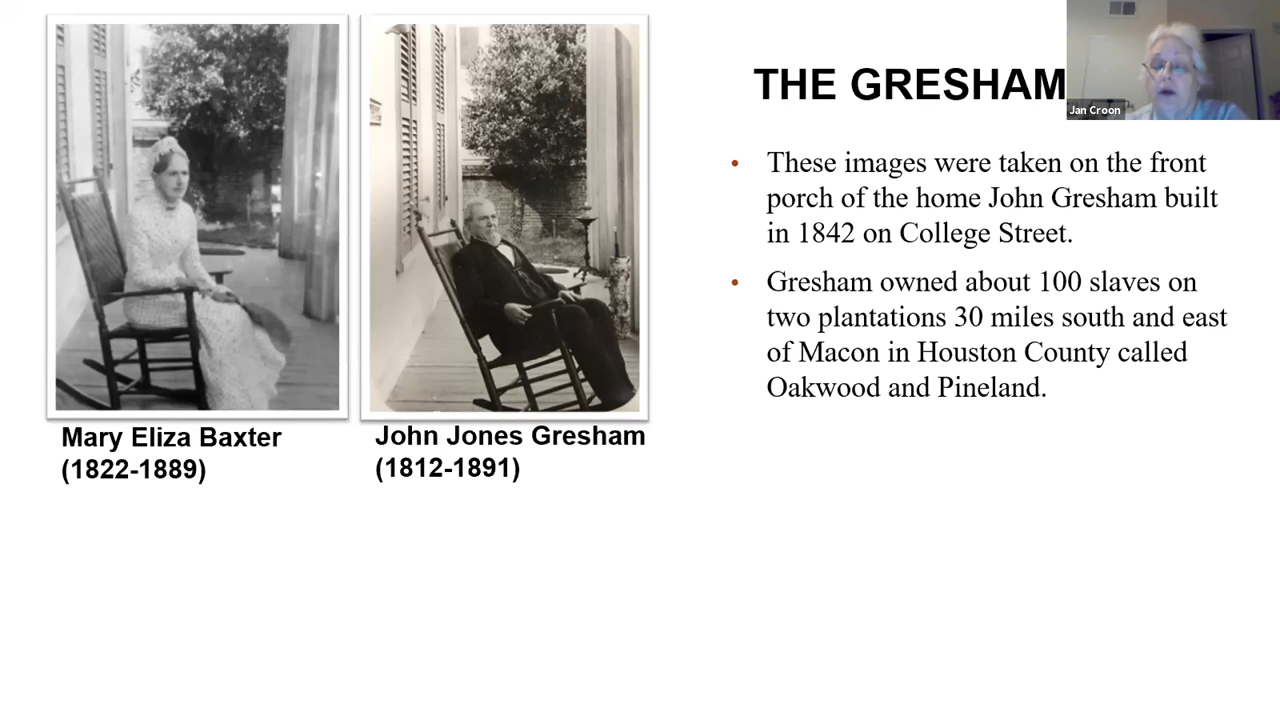 THE GRESHAM
Jan Croon
• These images were taken on the front
porch of the home John Gresham built
in 1842 on College Street.
• Gresham owned about 100 slaves on
two plantations 30 miles south and east
of Macon in Houston County called
Oakwood and Pineland.
Mary Eliza Baxter
(1822-1889)
John Jones Gresham
(1812-1891)